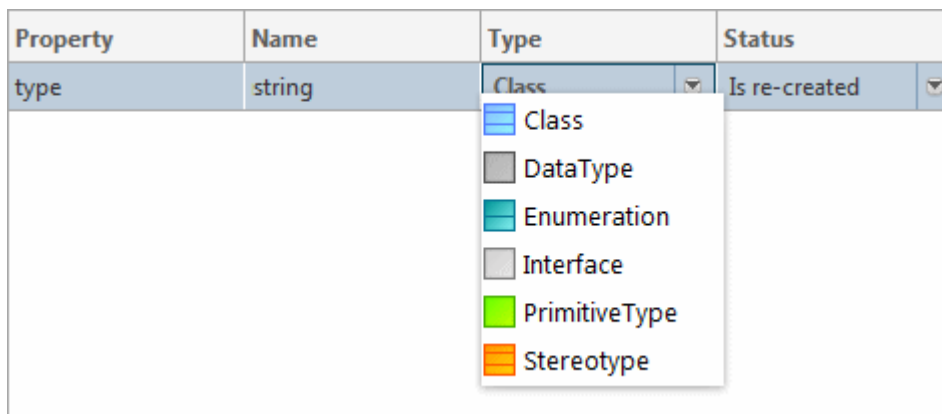 Property Name Type Status
type string Class Is re-created
Class
DataType
Enumeration
Interface
PrimitiveType
Stereotype